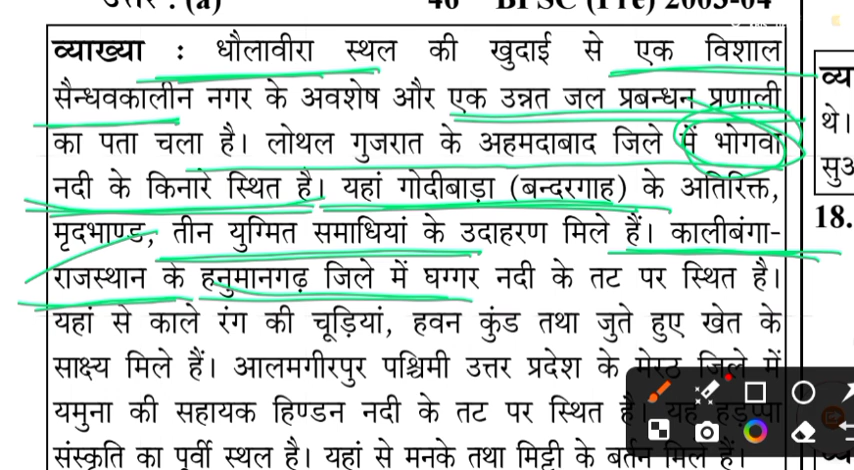 उत्तर : (a) 46 BPSC (Pre) 2003-04
व्याख्या : धौलावीरा स्थल की खुदाई से एक विशाल
सैन्धवकालीन नगर के अवशेष और एक उन्नत जल प्रबन्धन प्रणाली
का पता चला है। लोथल गुजरात के अहमदाबाद जिले में भोगवा
नदी के किनारे स्थित है। यहां गोदीबाड़ा (बन्दरगाह) के अतिरिक्त,
मृदभाण्ड, तीन युग्मित समाधियां के उदाहरण मिले हैं। कालीबंगा-
राजस्थान के हनुमानगढ़ जिले में घग्गर नदी के तट पर स्थित है।
यहां से काले रंग की चूड़ियां, हवन कुंड तथा जुते हुए खेत के
साक्ष्य मिले हैं। आलमगीरपुर पश्चिमी उत्तर प्रदेश के मेरठ जिले में
यमुना की सहायक हिण्डन नदी के तट पर स्थित है। यह हड़प्पा
संस्कृति का पूर्वी स्थल है। यहां से मनके तथा मिट्टी के बर्तन मिले हैं।
व्य
थे।
18.